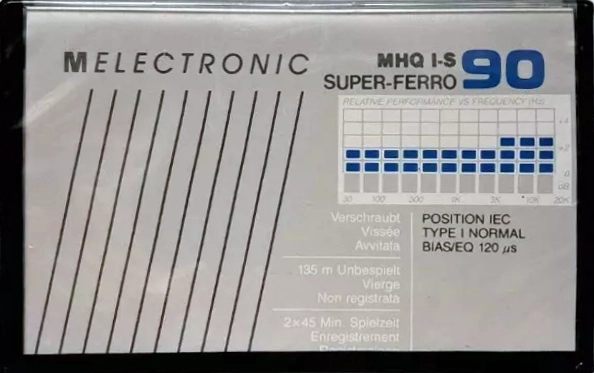 MELECTRONIC
MHQ I-S
SUPER-FERRO 90
RELATIVE PERFORMANCE VS FREQUENCY (Hz)
+4
+2
0
dB
30 100 500 1K 3K 10K 20K
Verschraubt
Vissée
Avvitata
135 m Unbespielt
Vierge
Non registrata
2×45 Min. Spielzeit
Enregistrement
POSITION IEC
TYPE I NORMAL
BIAS/EQ 120 µs